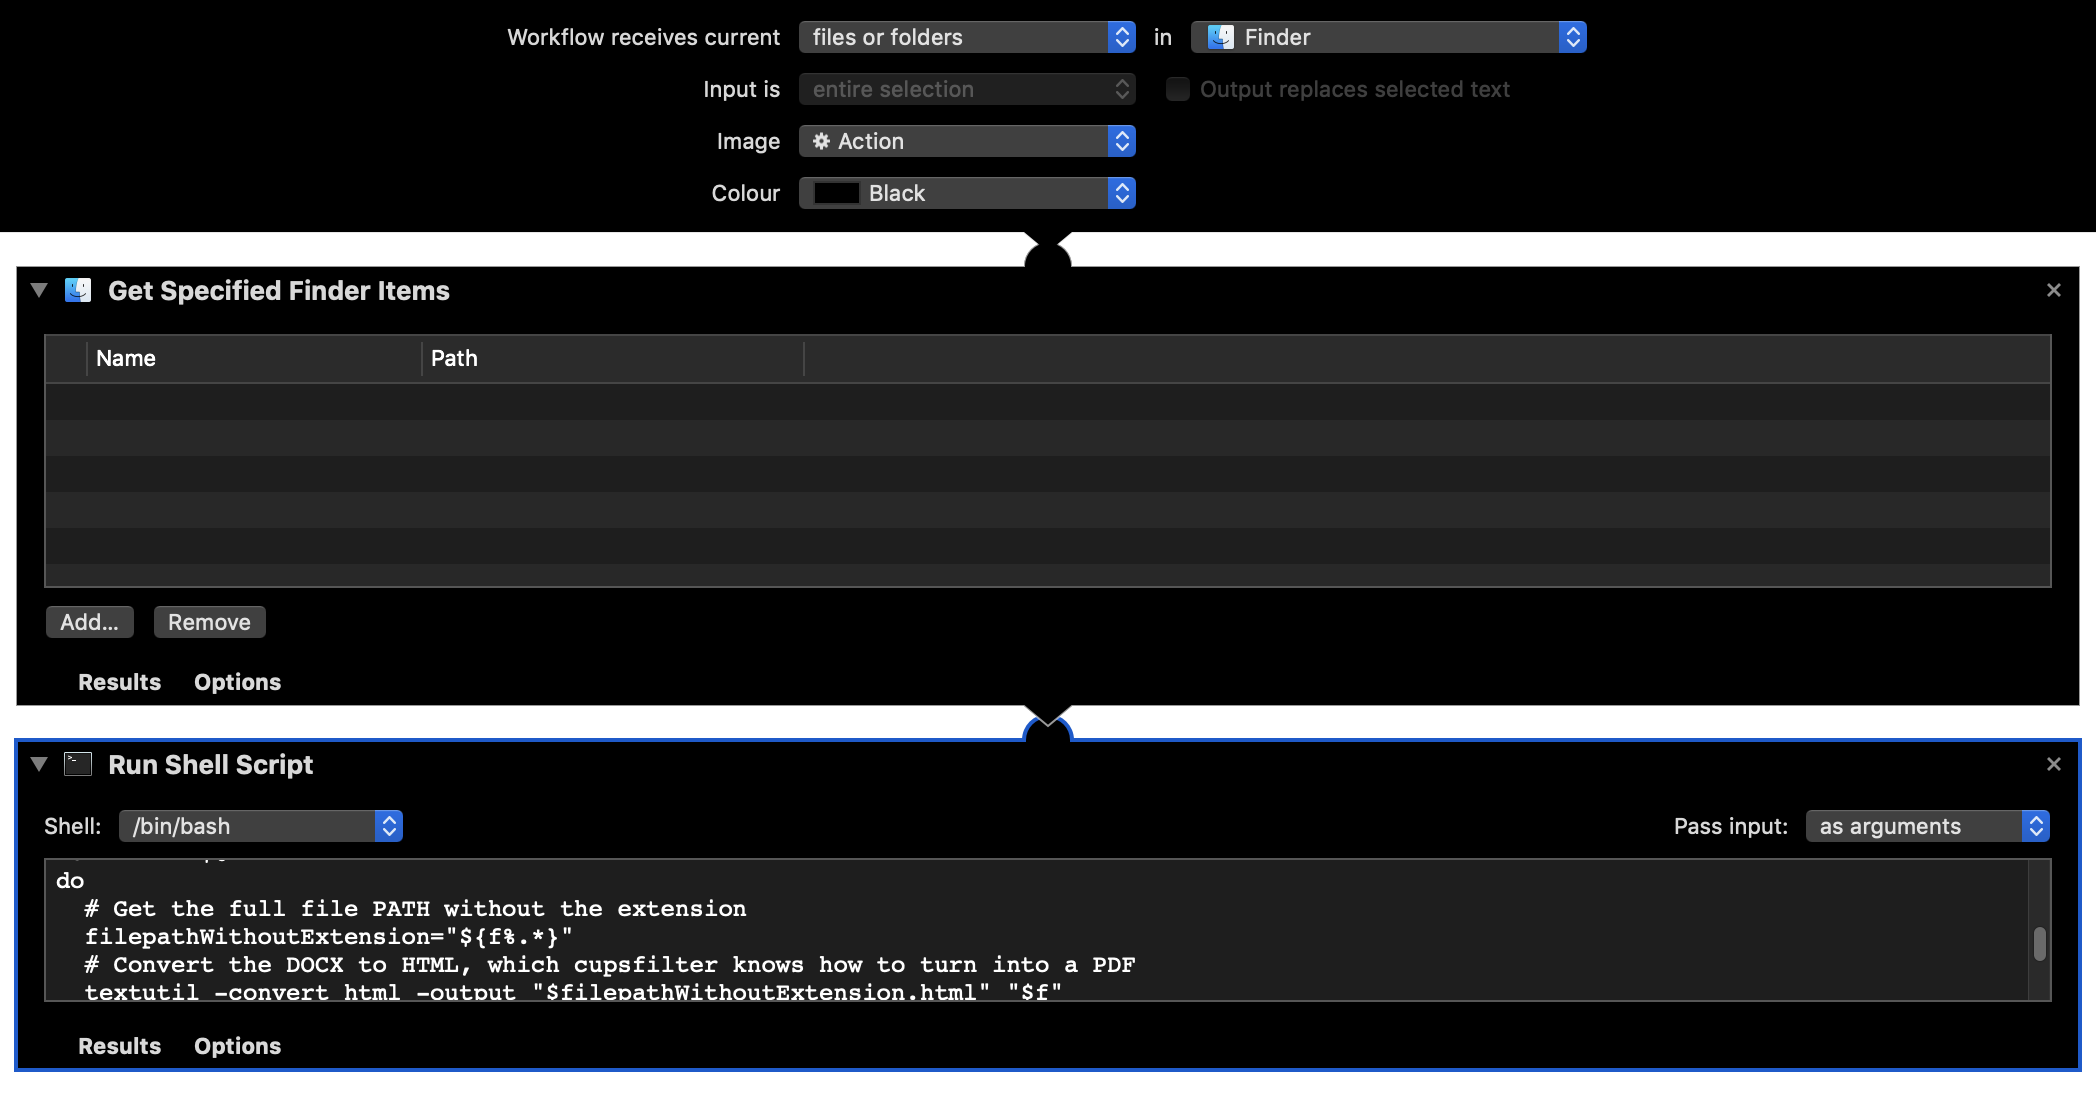 Workflow receives current files or folders in Finder
Input is entire selection Output replaces selected text
Image Action
Colour Black
Get Specified Finder Items
Name Path
Add... Remove
Results Options
Run Shell Script
Shell: /bin/bash Pass input: as arguments
do
# Get the full file PATH without the extension
filepathWithoutExtension="${f%.*}"
# Convert the DOCX to HTML, which cupsfilter knows how to turn into a PDF
textutil -convert html -output "$filepathWithoutExtension.html" "$f"
Results Options